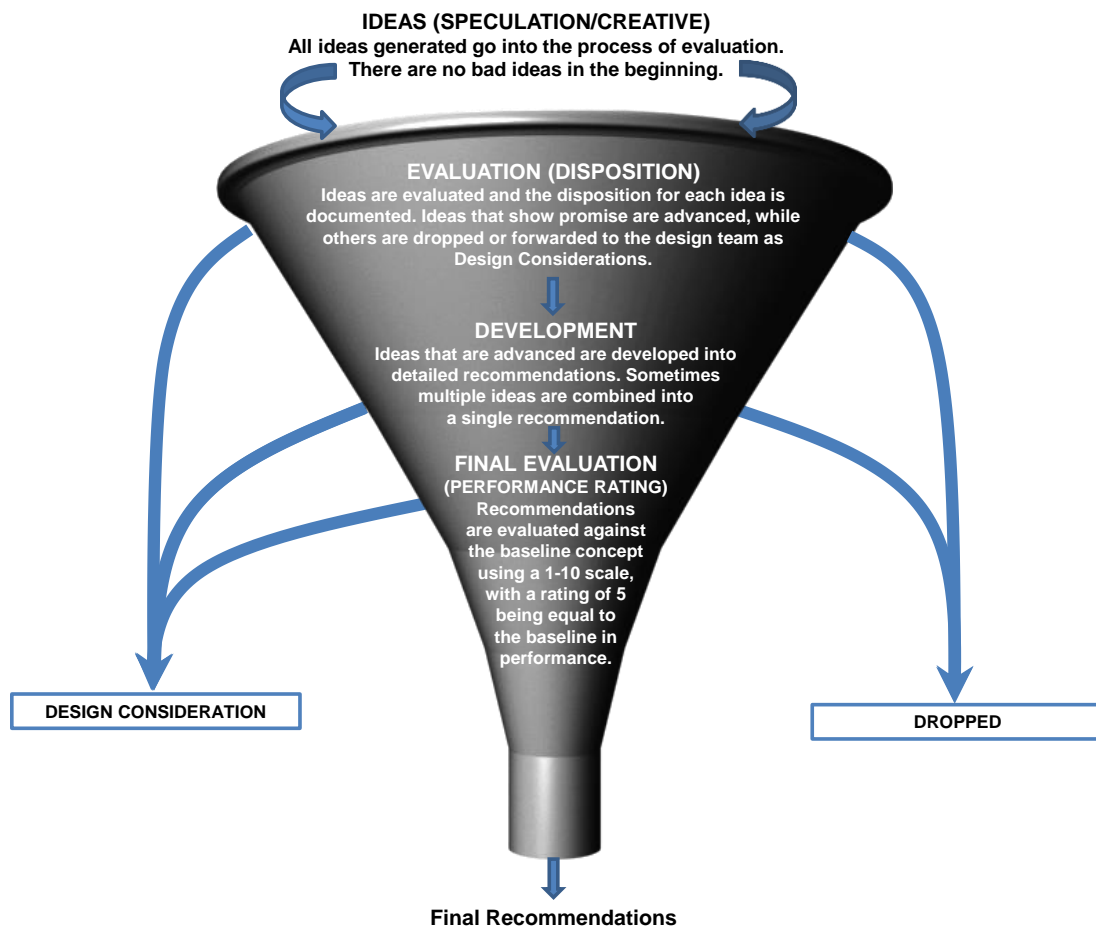 IDEAS (SPECULATION/CREATIVE)
All ideas generated go into the process of evaluation.
There are no bad ideas in the beginning.
EVALUATION (DISPOSITION)
Ideas are evaluated and the disposition for each idea is
documented. Ideas that show promise are advanced, while
others are dropped or forwarded to the design team as
Design Considerations.
DEVELOPMENT
Ideas that are advanced are developed into
detailed recommendations. Sometimes
multiple ideas are combined into
a single recommendation.
FINAL EVALUATION
(PERFORMANCE RATING)
Recommendations
are evaluated against
the baseline concept
using a 1-10 scale,
with a rating of 5
being equal to
the baseline in
performance.
DESIGN CONSIDERATION
DROPPED
Final Recommendations